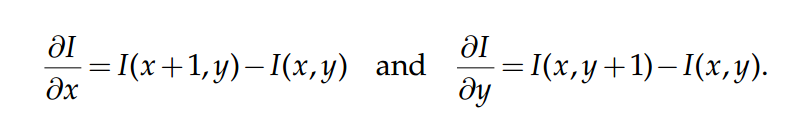 ∂I/∂x = I(x+1,y)−I(x,y) and ∂I/∂y = I(x,y+1)−I(x,y).